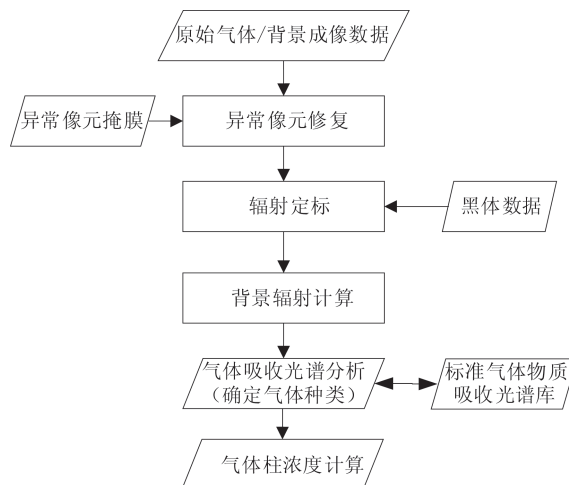 原始气体/背景成像数据
异常像元掩膜
异常像元修复
辐射定标
黑体数据
背景辐射计算
气体吸收光谱分析
（确定气体种类）
标准气体物质
吸收光谱库
气体柱浓度计算